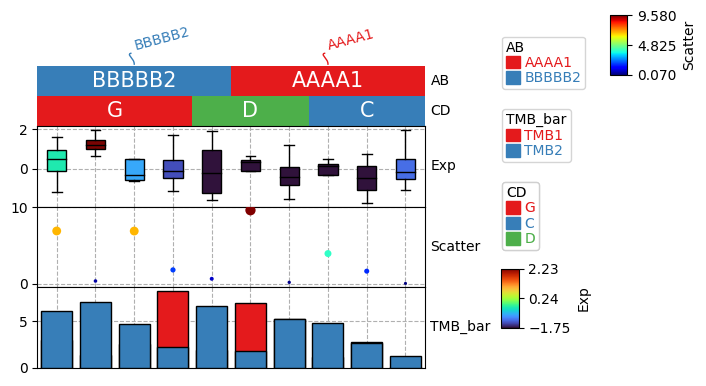 BBBBB2
AAAA1
BBBBB2
AAAA1
AB
G
D
C
CD
2
0
Exp
10
0
Scatter
5
0
TMB_bar
AB
AAAA1
BBBBB2
TMB_bar
TMB1
TMB2
CD
G
C
D
2.23
0.24
−1.75
Exp
9.580
4.825
0.070
Scatter